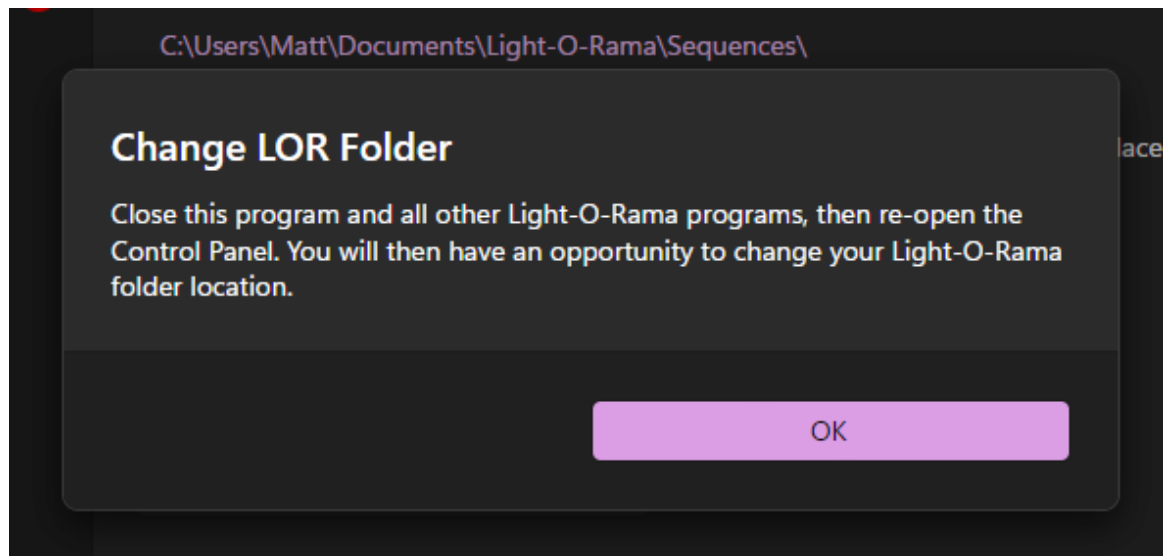 C:\Users\Matt\Documents\Light-O-Rama\Sequences\
Change LOR Folder
lace
Close this program and all other Light-O-Rama programs, then re-open the
Control Panel. You will then have an opportunity to change your Light-O-Rama
folder location.
OK